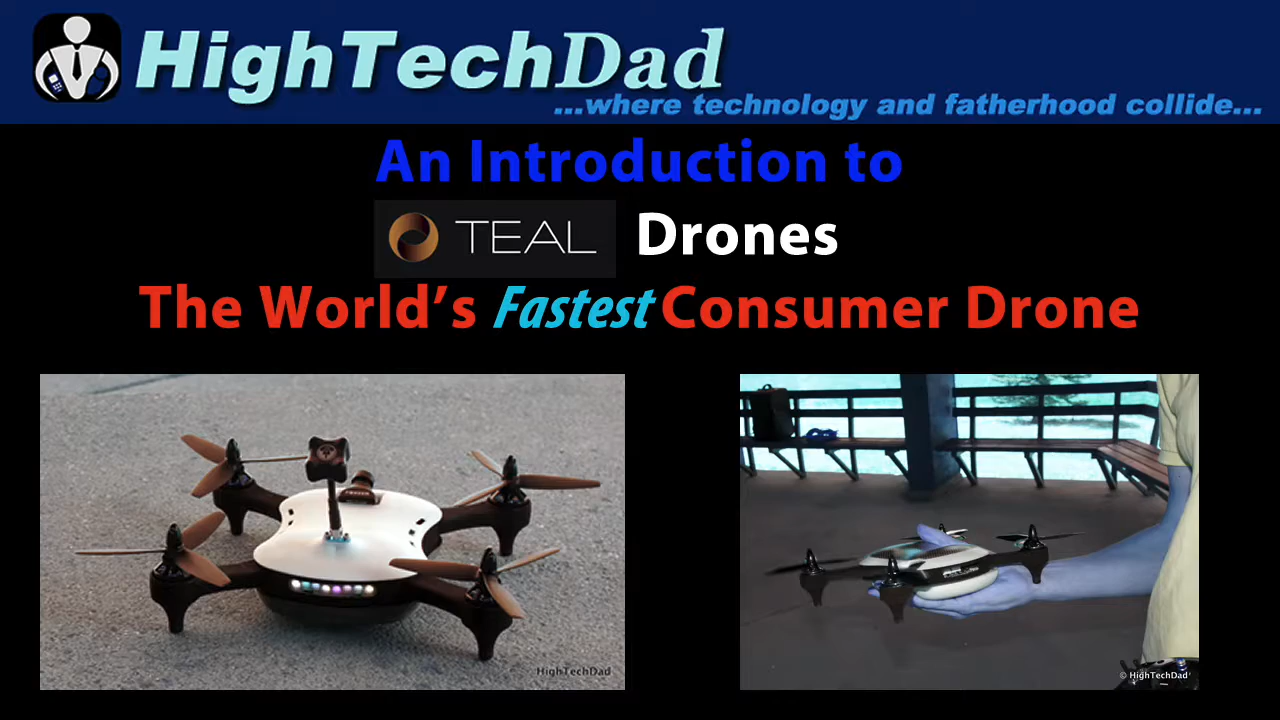 HighTechDad
...where technology and fatherhood collide...
An Introduction to
TEAL Drones
The World's Fastest Consumer Drone
HighTechDad
© HighTechDad